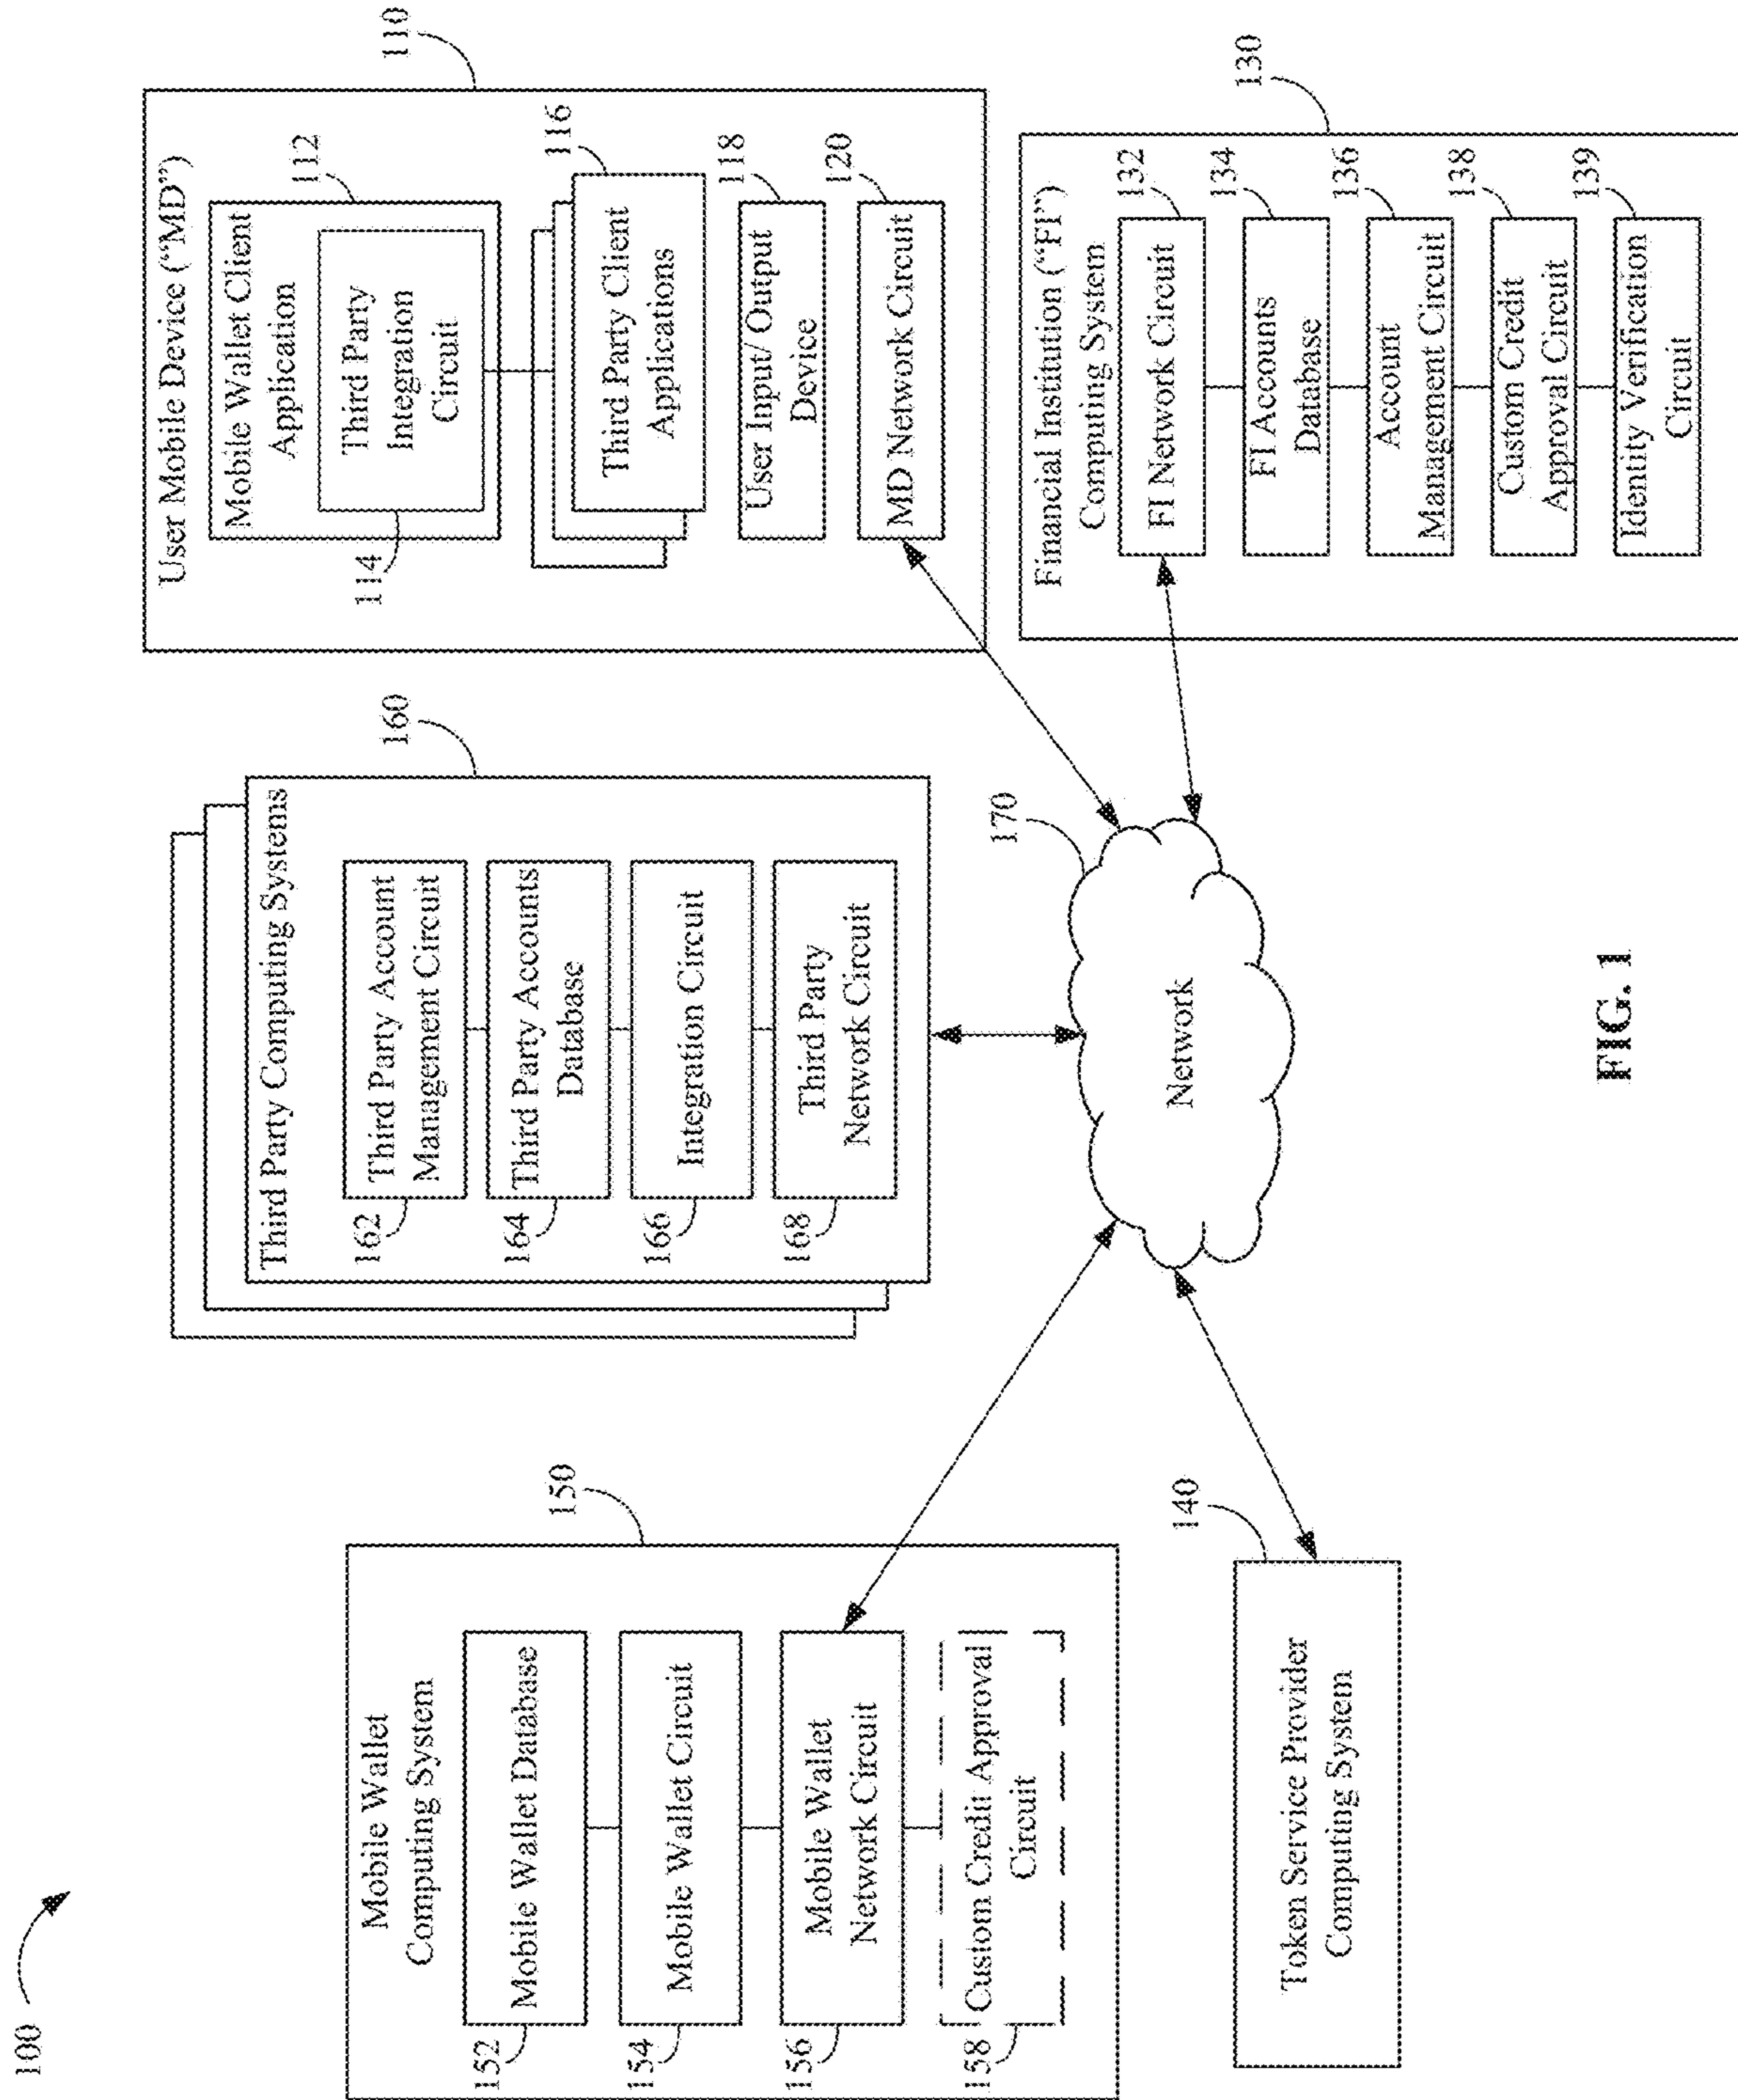 100
Mobile Wallet
Computing System
150
152
Mobile Wallet Database
154
Mobile Wallet Circuit
156
Mobile Wallet
Network Circuit
158
Custom Credit Approval
Circuit
140
Token Service Provider
Computing System
Third Party Computing Systems
160
162
Third Party Account
Management Circuit
164
Third Party Accounts
Database
166
Integration Circuit
168
Third Party
Network Circuit
170
Network
User Mobile Device (“MD”)
110
Mobile Wallet Client
Application
112
Third Party
Integration
Circuit
114
116
Third Party Client
Applications
118
User Input/ Output
Device
120
MD Network Circuit
Financial Institution (“FI”)
Computing System
130
FI Network Circuit
132
FI Accounts
Database
134
Account
Management Circuit
136
Custom Credit
Approval Circuit
138
Identity Verification
Circuit
139
FIG. 1